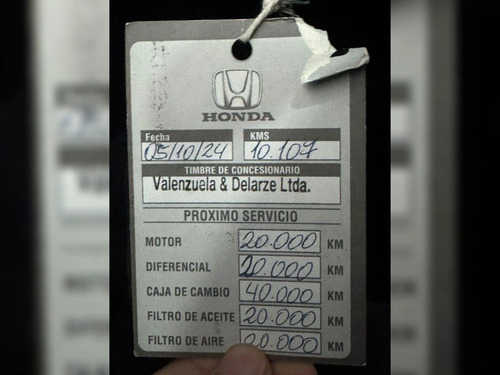 HONDA
Fecha KMS
05/10/24 10.107
TIMBRE DE CONCESIONARIO
Valenzuela & Delarze Ltda.
PROXIMO SERVICIO
MOTOR 20.000 KM
DIFERENCIAL 20.000 KM
CAJA DE CAMBIO 40.000 KM
FILTRO DE ACEITE 20.000 KM
FILTRO DE AIRE 20.000 KM